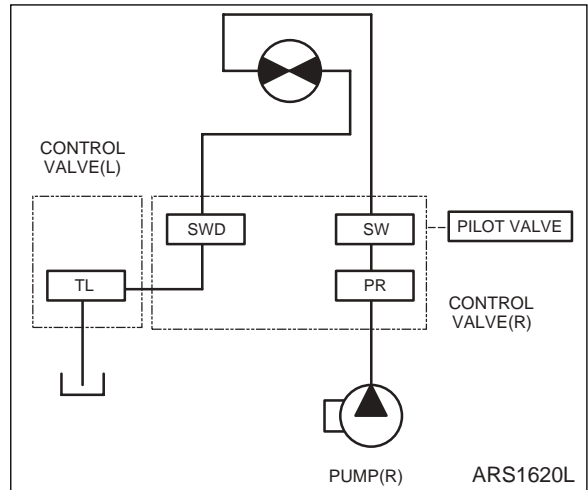 CONTROL
VALVE(L)
SWD
SW
PILOT VALVE
TL
PR
CONTROL
VALVE(R)
PUMP(R)
ARS1620L